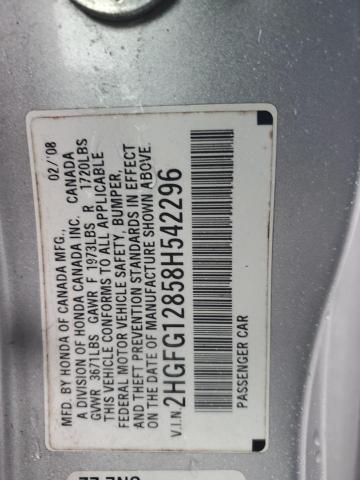 MFD. BY HONDA OF CANADA MFG., 02/'08
A DIVISION OF HONDA CANADA INC. CANADA
GVWR 3671LBS GAWR F 1973LBS R 1720LBS
THIS VEHICLE CONFORMS TO ALL APPLICABLE
FEDERAL MOTOR VEHICLE SAFETY, BUMPER,
AND THEFT PREVENTION STANDARDS IN EFFECT
ON THE DATE OF MANUFACTURE SHOWN ABOVE.
V.I.N. 2HGFG12858H542296
PASSENGER CAR